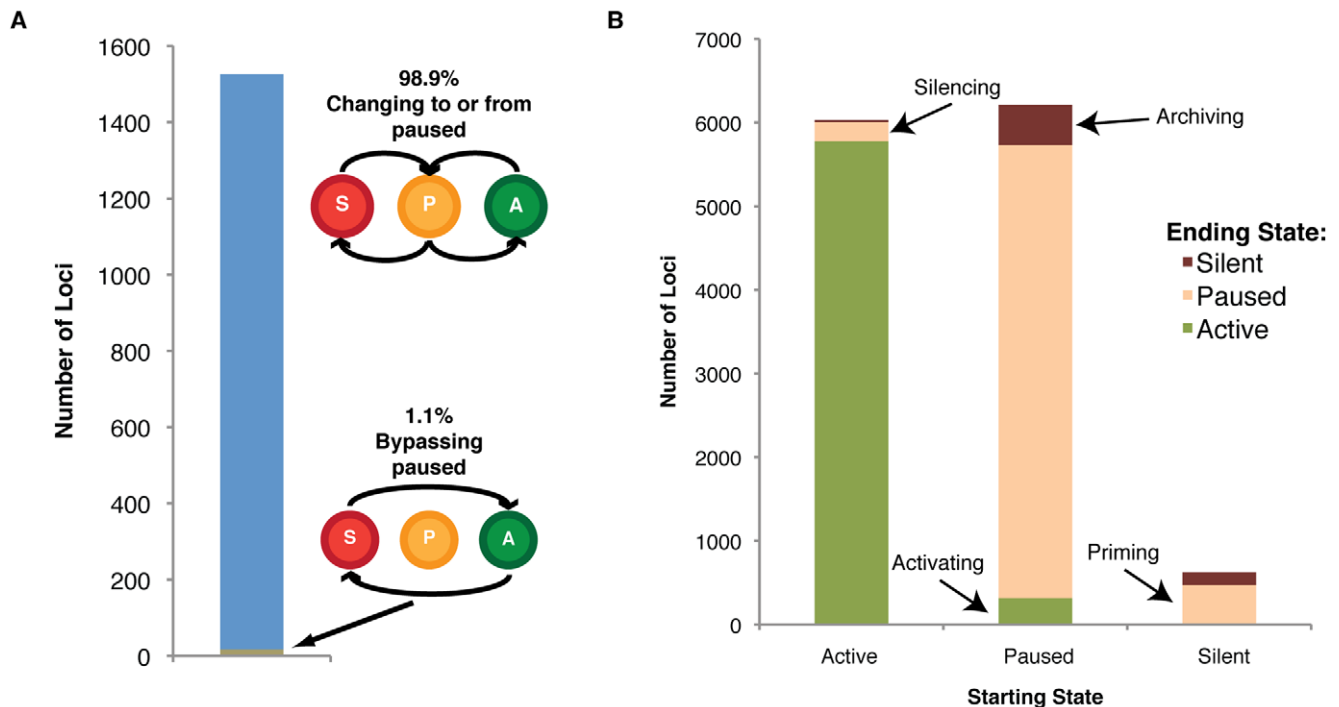 A
1600
1400
1200
1000
800
600
400
200
0
Number of Loci
98.9%
Changing to or from
paused
S P A
1.1%
Bypassing
paused
S P A
B
7000
6000
5000
4000
3000
2000
1000
0
Number of Loci
Silencing
Archiving
Ending State:
Silent
Paused
Active
Activating
Priming
Active Paused Silent
Starting State